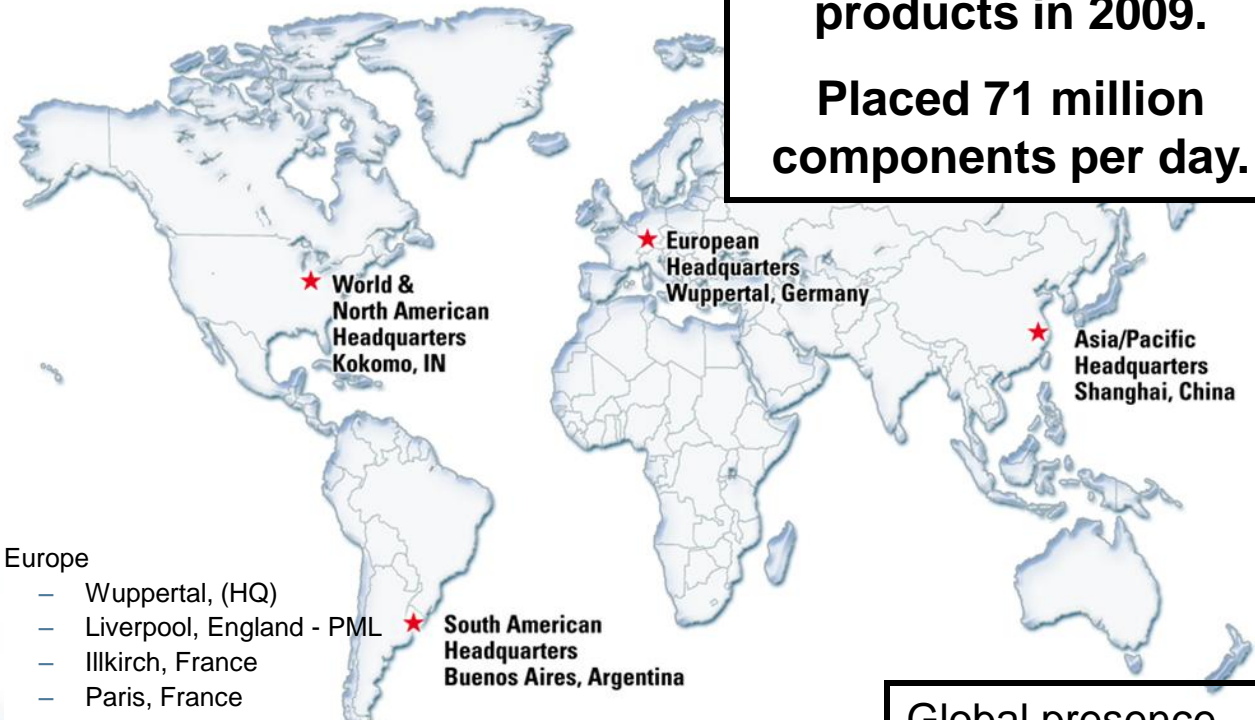 products in 2009.
Placed 71 million
components per day.
European
Headquarters
Wuppertal, Germany
World &
North American
Headquarters
Kokomo, IN
Asia/Pacific
Headquarters
Shanghai, China
Europe
– Wuppertal, (HQ)
– Liverpool, England - PML
– Illkirch, France
– Paris, France
South American
Headquarters
Buenos Aires, Argentina
Global presence